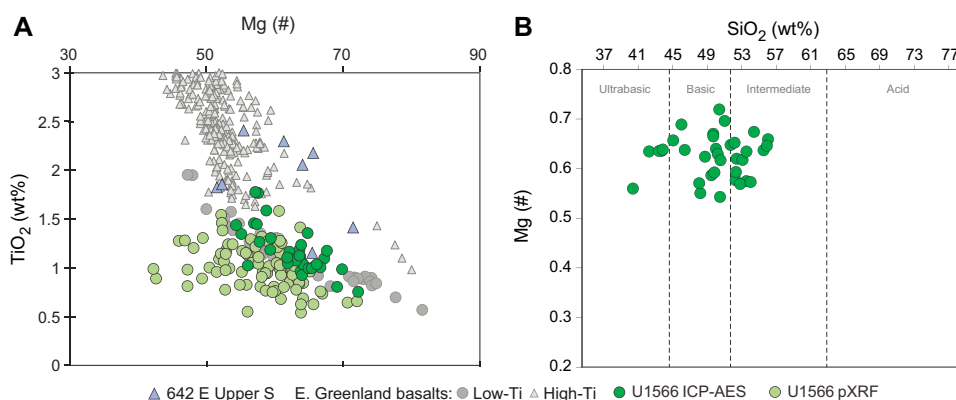 A
Mg (#)
30 50 70 90
TiO2 (wt%)
3
2.5
2
1.5
1
0.5
0
B
SiO2 (wt%)
37 41 45 49 53 57 61 65 69 73 77
Mg (#)
0.8
Ultrabasic Basic Intermediate Acid
0.7
0.6
0.5
0.4
0.3
0.2
642 E Upper S E. Greenland basalts: Low-Ti High-Ti U1566 ICP-AES U1566 pXRF